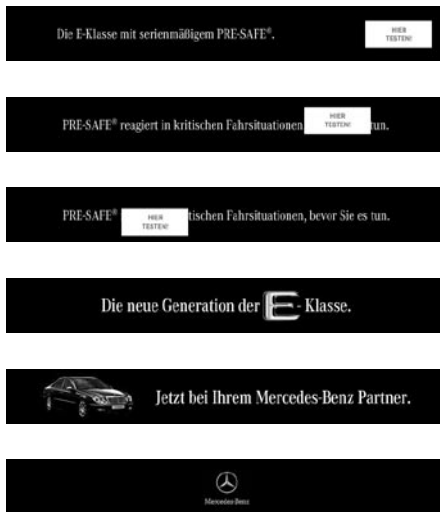 Die E-Klasse mit serienmäßigem PRE-SAFE®.
HIER
TESTEN!
PRE-SAFE® reagiert in kritischen Fahrsituationen
HIER
TESTEN!
tun.
PRE-SAFE®
HIER
TESTEN!
tischen Fahrsituationen, bevor Sie es tun.
Die neue Generation der E - Klasse.
Jetzt bei Ihrem Mercedes-Benz Partner.
Mercedes-Benz